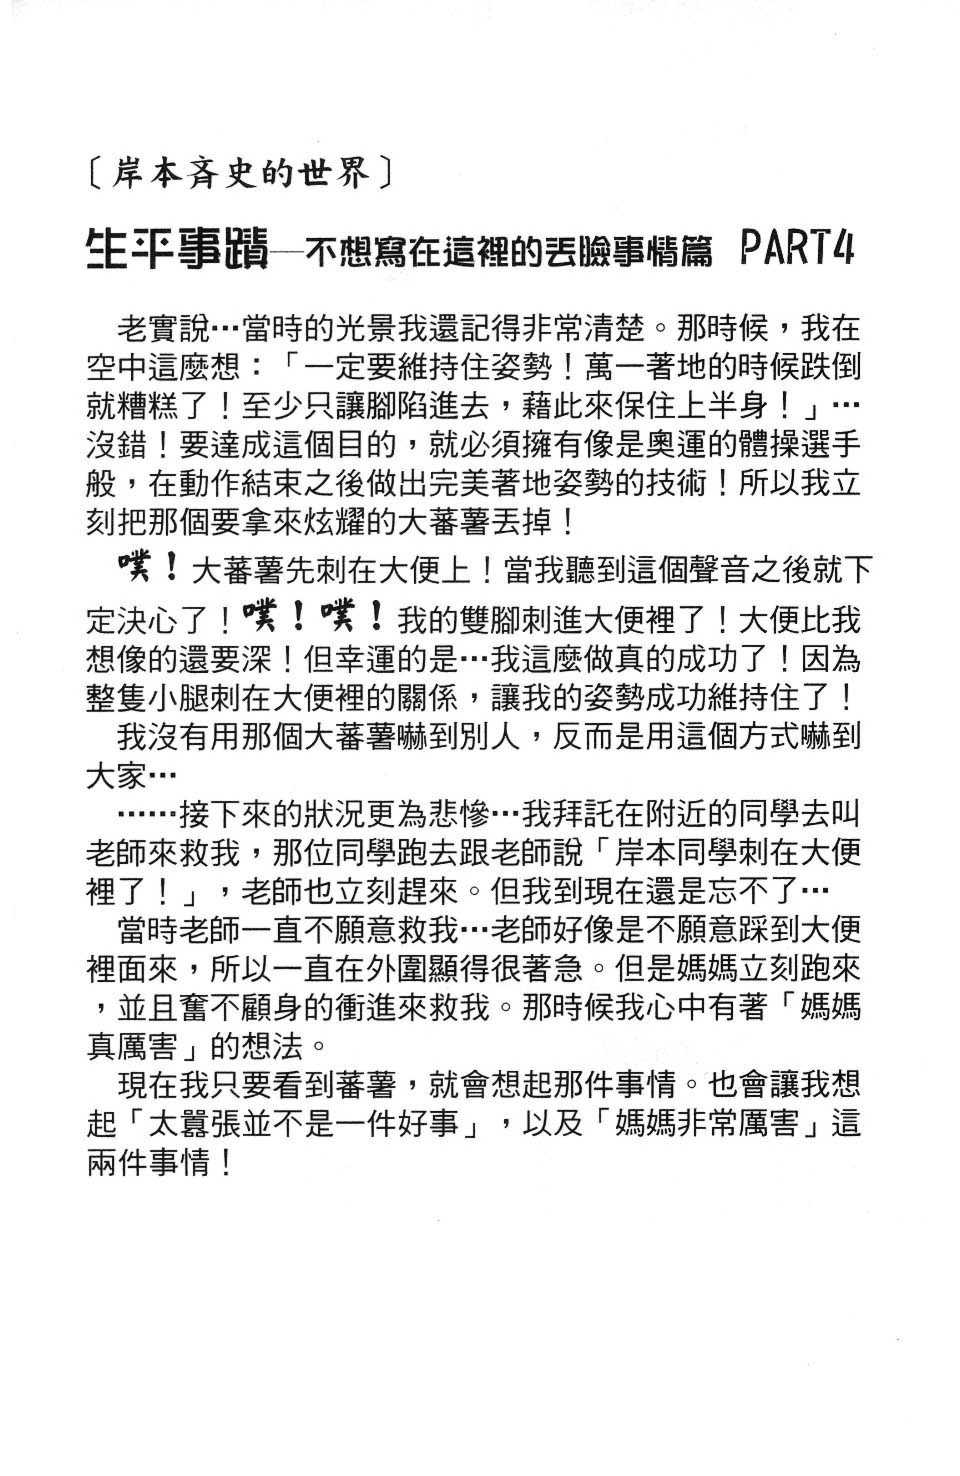 〔岸本斉史的世界〕
生平事蹟—不想寫在這裡的丟臉事情篇 PART4
老實說…當時的光景我還記得非常清楚。那時候，我在
空中這麼想：「一定要維持住姿勢！萬一著地的時候跌倒
就糟糕了！至少只讓腳陷進去，藉此來保住上半身！」…
沒錯！要達成這個目的，就必須擁有像是奧運的體操選手
般，在動作結束之後做出完美著地姿勢的技術！所以我立
刻把那個要拿來炫耀的大蕃薯丟掉！
噗！大蕃薯先刺在大便上！當我聽到這個聲音之後就下
定決心了！噗！噗！我的雙腳刺進大便裡了！大便比我
想像的還要深！但幸運的是…我這麼做真的成功了！因為
整隻小腿刺在大便裡的關係，讓我的姿勢成功維持住了！
我沒有用那個大蕃薯嚇到別人，反而是用這個方式嚇到
大家…
……接下來的狀況更為悲慘…我拜託在附近的同學去叫
老師來救我，那位同學跑去跟老師說「岸本同學刺在大便
裡了！」，老師也立刻趕來。但我到現在還是忘不了…
當時老師一直不願意救我…老師好像是不願意踩到大便
裡面來，所以一直在外圍顯得很著急。但是媽媽立刻跑來
，並且奮不顧身的衝進來救我。那時候我心中有著「媽媽
真厲害」的想法。
現在我只要看到蕃薯，就會想起那件事情。也會讓我想
起「太囂張並不是一件好事」，以及「媽媽非常厲害」這
兩件事情！